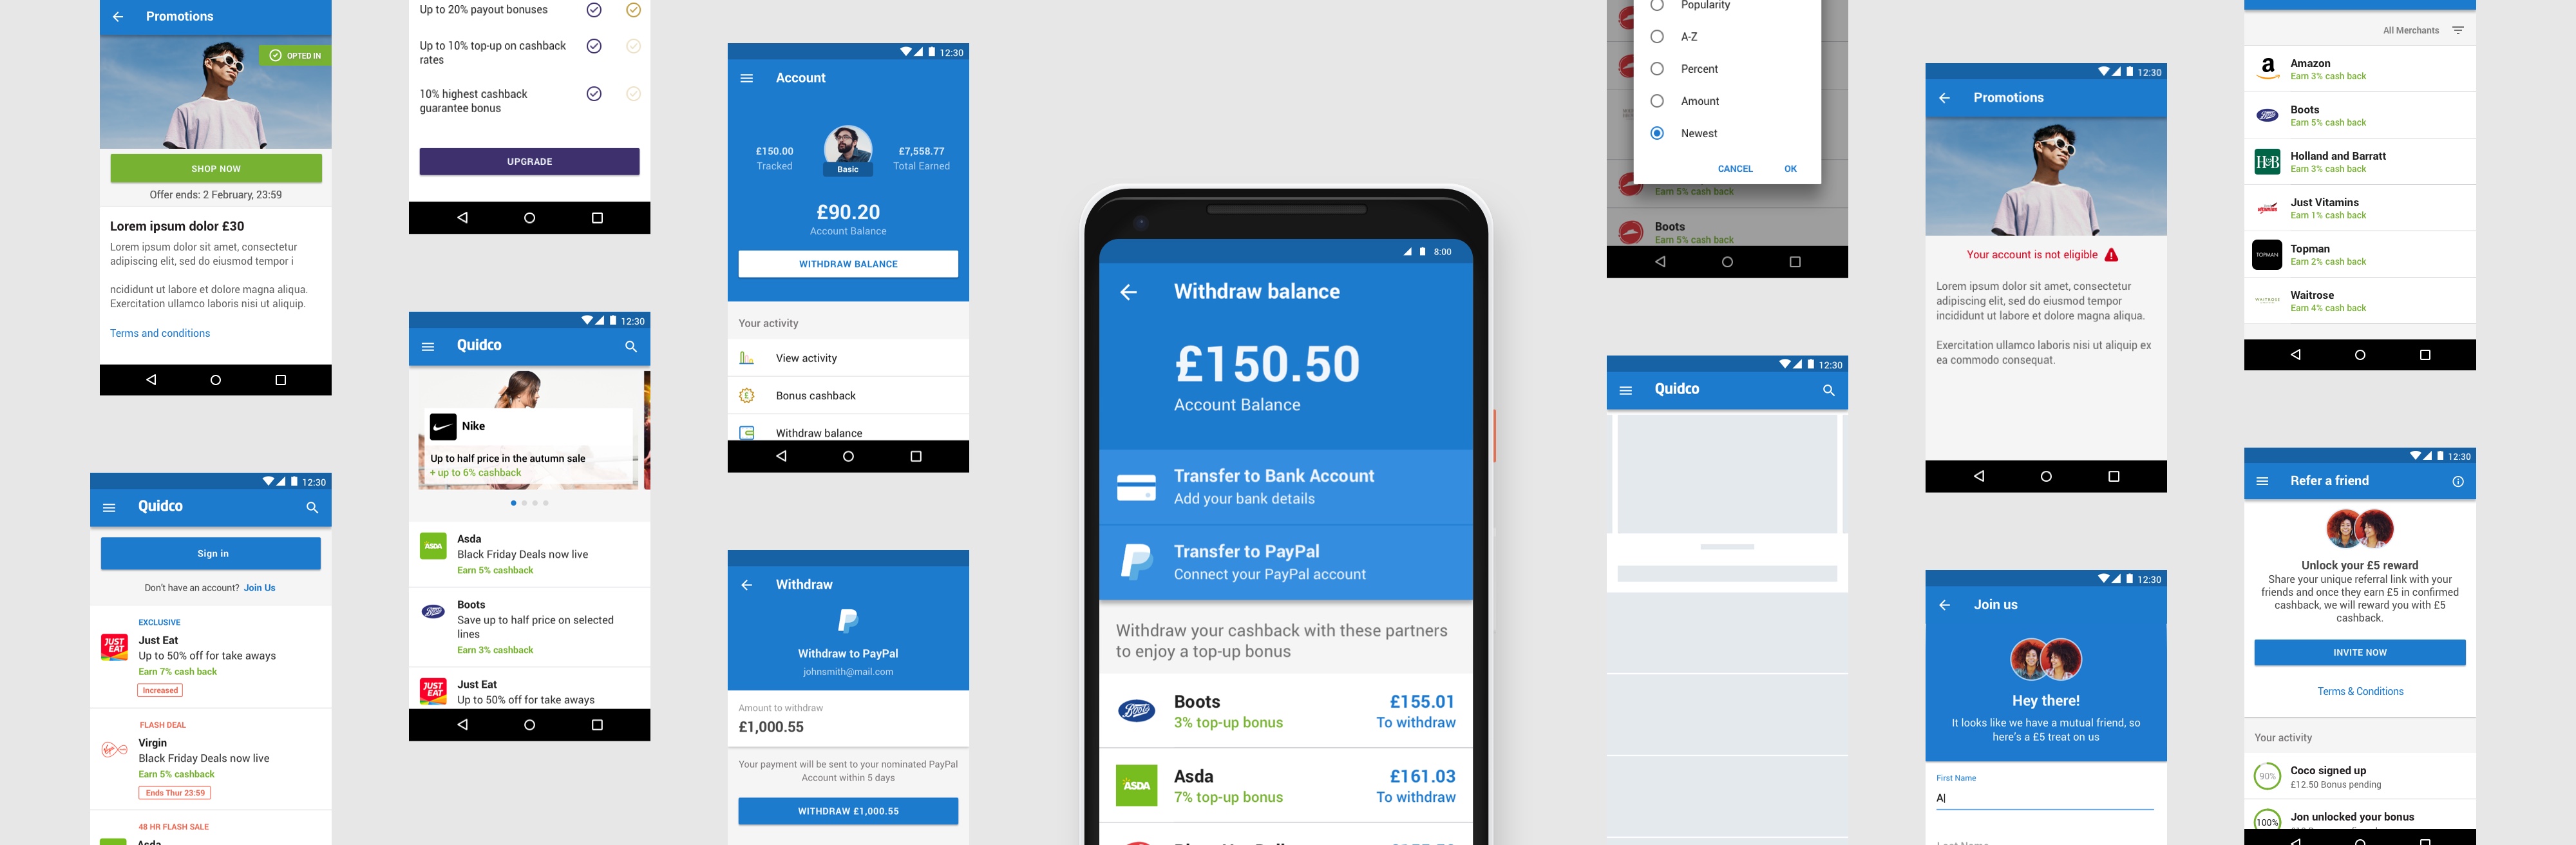 Promotions
OPTED IN
SHOP NOW
Offer ends: 2 February, 23:59
Lorem ipsum dolor £30
Lorem ipsum dolor sit amet, consectetur
adipiscing elit, sed do eiusmod tempor i
ncididunt ut labore et dolore magna aliqua.
Exercitation ullamco laboris nisi ut aliquip.
Terms and conditions
12:30
Quidco
Sign in
Don't have an account? Join Us
EXCLUSIVE
JUST
EAT
Just Eat
Up to 50% off for take aways
Earn 7% cash back
Increased
FLASH DEAL
Virgin
Black Friday Deals now live
Earn 5% cashback
Ends Thur 23:59
48 HR FLASH SALE
Asda
Up to 20% payout bonuses
Up to 10% top-up on cashback
rates
10% highest cashback
guarantee bonus
UPGRADE
12:30
Quidco
Nike
Up to half price in the autumn sale
+ up to 6% cashback
ASDA
Asda
Black Friday Deals now live
Earn 5% cashback
Boots
Boots
Save up to half price on selected
lines
Earn 3% cashback
JUST
EAT
Just Eat
Up to 50% off for take aways
12:30
Account
£150.00
Tracked
Basic
£7,558.77
Total Earned
£90.20
Account Balance
WITHDRAW BALANCE
Your activity
View activity
Bonus cashback
Withdraw balance
Withdraw
Withdraw to PayPal
johnsmith@mail.com
Amount to withdraw
£1,000.55
Your payment will be sent to your nominated PayPal
Account within 5 days
WITHDRAW £1,000.55
8:00
Withdraw balance
£150.50
Account Balance
Transfer to Bank Account
Add your bank details
Transfer to PayPal
Connect your PayPal account
Withdraw your cashback with these partners
to enjoy a top-up bonus
Boots
Boots
£155.01
3% top-up bonus
To withdraw
ASDA
Asda
£161.03
7% top-up bonus
To withdraw
Popularity
A-Z
Percent
Amount
Newest
CANCEL
OK
Earn 5% cash back
Boots
Earn 5% cash back
12:30
Quidco
12:30
Promotions
Your account is not eligible
Lorem ipsum dolor sit amet, consectetur
adipiscing elit, sed do eiusmod tempor
incididunt ut labore et dolore magna aliqua.
Exercitation ullamco laboris nisi ut aliquip ex
ea commodo consequat.
12:30
Join us
Hey there!
It looks like we have a mutual friend, so
here's a £5 treat on us
First Name
A
All Merchants
a
Amazon
Earn 3% cash back
Boots
Boots
Earn 5% cash back
H&B
Holland and Barratt
Earn 3% cash back
Just Vitamins
Earn 1% cash back
TOPMAN
Topman
Earn 2% cash back
WAITROSE
Waitrose
Earn 4% cash back
12:30
Refer a friend
Unlock your £5 reward
Share your unique referral link with your
friends and once they earn £5 in confirmed
cashback, we will reward you with £5
cashback.
INVITE NOW
Terms & Conditions
Your activity
90%
Coco signed up
£12.50 Bonus pending
100%
Jon unlocked your bonus